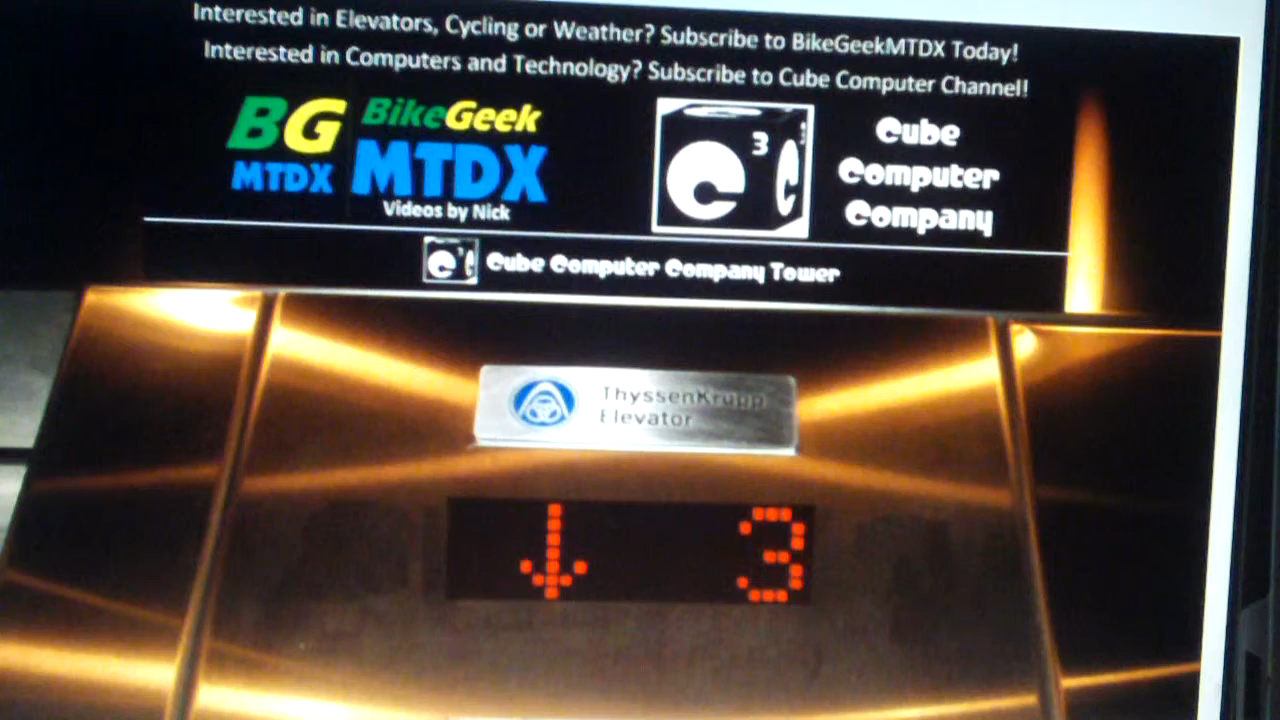 Interested in Elevators, Cycling or Weather? Subscribe to BikeGeekMTDX Today!
Interested in Computers and Technology? Subscribe to Cube Computer Channel!
BG
MTDX
BikeGeek
MTDX
Videos by Nick
C 3 C
Cube
Computer
Company
Cube Computer Company Tower
ThyssenKrupp
Elevator
3